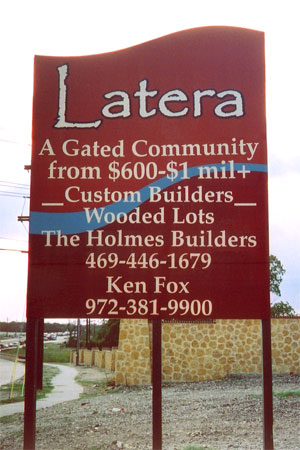 Latera
A Gated Community
from $600-$1 mil+
__Custom Builders__
Wooded Lots
The Holmes Builders
469-446-1679
Ken Fox
972-381-9900